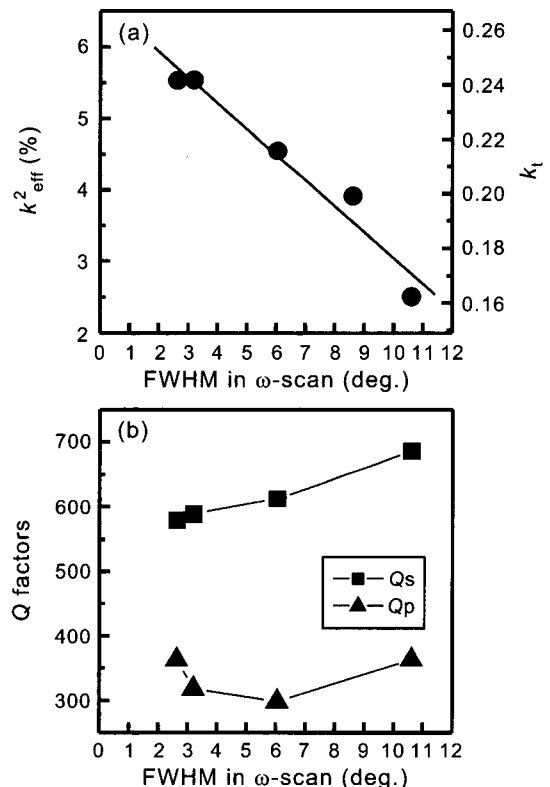 (a)
k²eff (%)
6
5
4
3
2
0.26
0.24
0.22
0.20
0.18
0.16
kt
0 1 2 3 4 5 6 7 8 9 10 11 12
FWHM in ω-scan (deg.)
(b)
Q factors
700
600
500
400
300
Qs
Qp
0 1 2 3 4 5 6 7 8 9 10 11 12
FWHM in ω-scan (deg.)